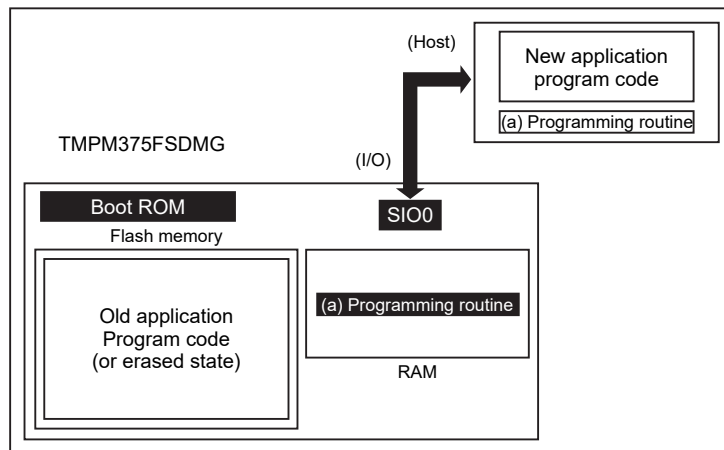 (Host)
New application
program code
(a) Programming routine
TMPM375FSDMG
(I/O)
Boot ROM
SIO0
Flash memory
Old application
Program code
(or erased state)
(a) Programming routine
RAM